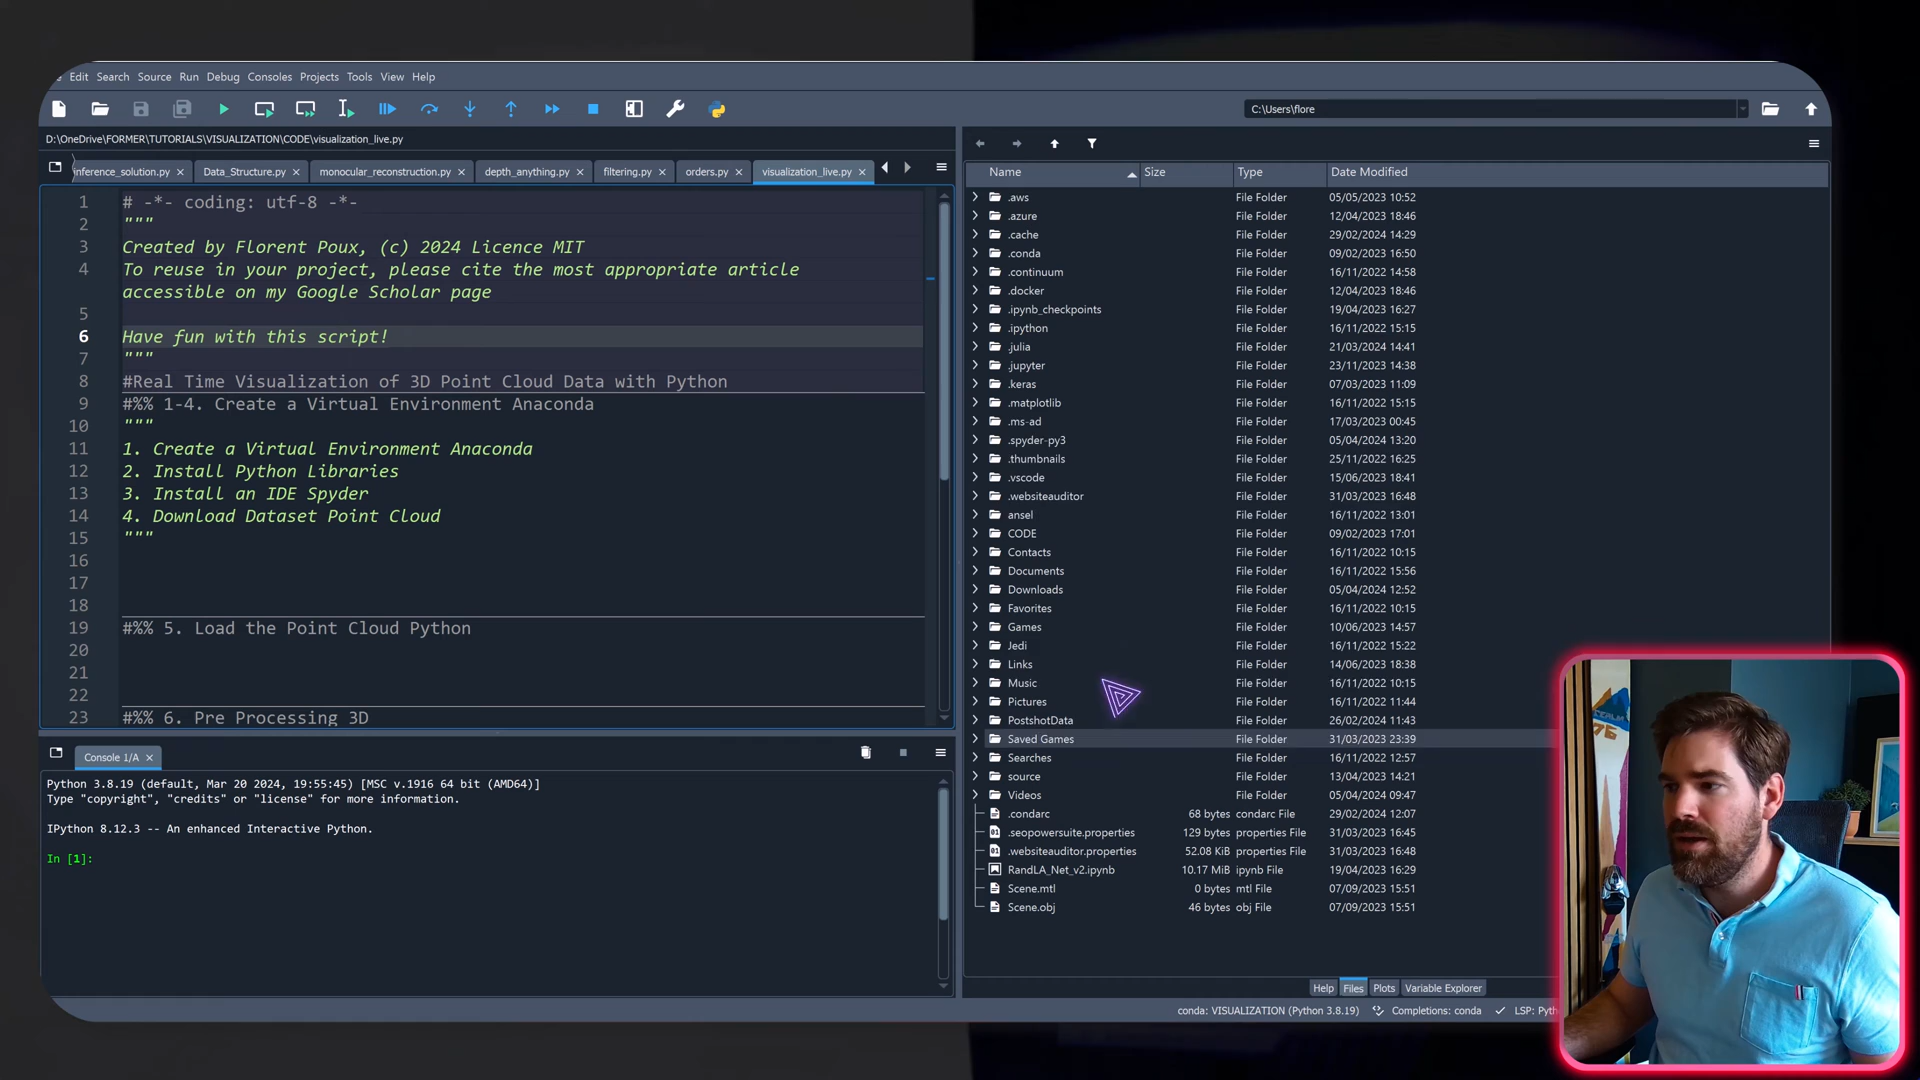 Edit Search Source Run Debug Consoles Projects Tools View Help
C:\Users\flore
D:\OneDrive\FORMER\TUTORIALS\VISUALIZATION\CODE\visualization_live.py
inference_solution.py Data_Structure.py monocular_reconstruction.py depth_anything.py filtering.py orders.py visualization_live.py
1 # -*- coding: utf-8 -*-
2 """
3 Created by Florent Poux, (c) 2024 Licence MIT
4 To reuse in your project, please cite the most appropriate article
accessible on my Google Scholar page
5
6 Have fun with this script!
7 """
8 #Real Time Visualization of 3D Point Cloud Data with Python
9 #%% 1-4. Create a Virtual Environment Anaconda
10 """
11 1. Create a Virtual Environment Anaconda
12 2. Install Python Libraries
13 3. Install an IDE Spyder
14 4. Download Dataset Point Cloud
15 """
16
17
18
19 #%% 5. Load the Point Cloud Python
20
21
22
23 #%% 6. Pre Processing 3D
Console 1/A
Python 3.8.19 (default, Mar 20 2024, 19:55:45) [MSC v.1916 64 bit (AMD64)]
Type "copyright", "credits" or "license" for more information.
IPython 8.12.3 -- An enhanced Interactive Python.
In [1]:
Name Size Type Date Modified
.aws File Folder 05/05/2023 10:52
.azure File Folder 12/04/2023 18:46
.cache File Folder 29/02/2024 14:29
.conda File Folder 09/02/2023 16:50
.continuum File Folder 16/11/2022 14:58
.docker File Folder 12/04/2023 18:46
.ipynb_checkpoints File Folder 19/04/2023 16:27
.ipython File Folder 16/11/2022 15:15
.julia File Folder 21/03/2024 14:41
.jupyter File Folder 23/11/2023 14:38
.keras File Folder 07/03/2023 11:09
.matplotlib File Folder 16/11/2022 15:15
.ms-ad File Folder 17/03/2023 00:45
.spyder-py3 File Folder 05/04/2024 13:20
.thumbnails File Folder 25/11/2022 16:25
.vscode File Folder 15/06/2023 18:41
.websiteauditor File Folder 31/03/2023 16:48
ansel File Folder 16/11/2022 13:01
CODE File Folder 09/02/2023 17:01
Contacts File Folder 16/11/2022 10:15
Documents File Folder 16/11/2022 15:56
Downloads File Folder 05/04/2024 12:52
Favorites File Folder 16/11/2022 10:15
Games File Folder 10/06/2023 14:57
Jedi File Folder 16/11/2022 15:22
Links File Folder 14/06/2023 18:38
Music File Folder 16/11/2022 10:15
Pictures File Folder 16/11/2022 11:44
PostshotData File Folder 26/02/2024 11:43
Saved Games File Folder 31/03/2023 23:39
Searches File Folder 16/11/2022 12:57
source File Folder 13/04/2023 14:21
Videos File Folder 05/04/2024 09:47
.condarc 68 bytes condarc File 29/02/2024 12:07
.seopowersuite.properties 129 bytes properties File 31/03/2023 16:45
.websiteauditor.properties 52.08 KiB properties File 31/03/2023 16:48
RandLA_Net_v2.ipynb 10.17 MiB ipynb File 19/04/2023 16:29
Scene.mtl 0 bytes mtl File 07/09/2023 15:51
Scene.obj 46 bytes obj File 07/09/2023 15:51
Help Files Plots Variable Explorer
conda: VISUALIZATION (Python 3.8.19) Completions: conda LSP: Pyth